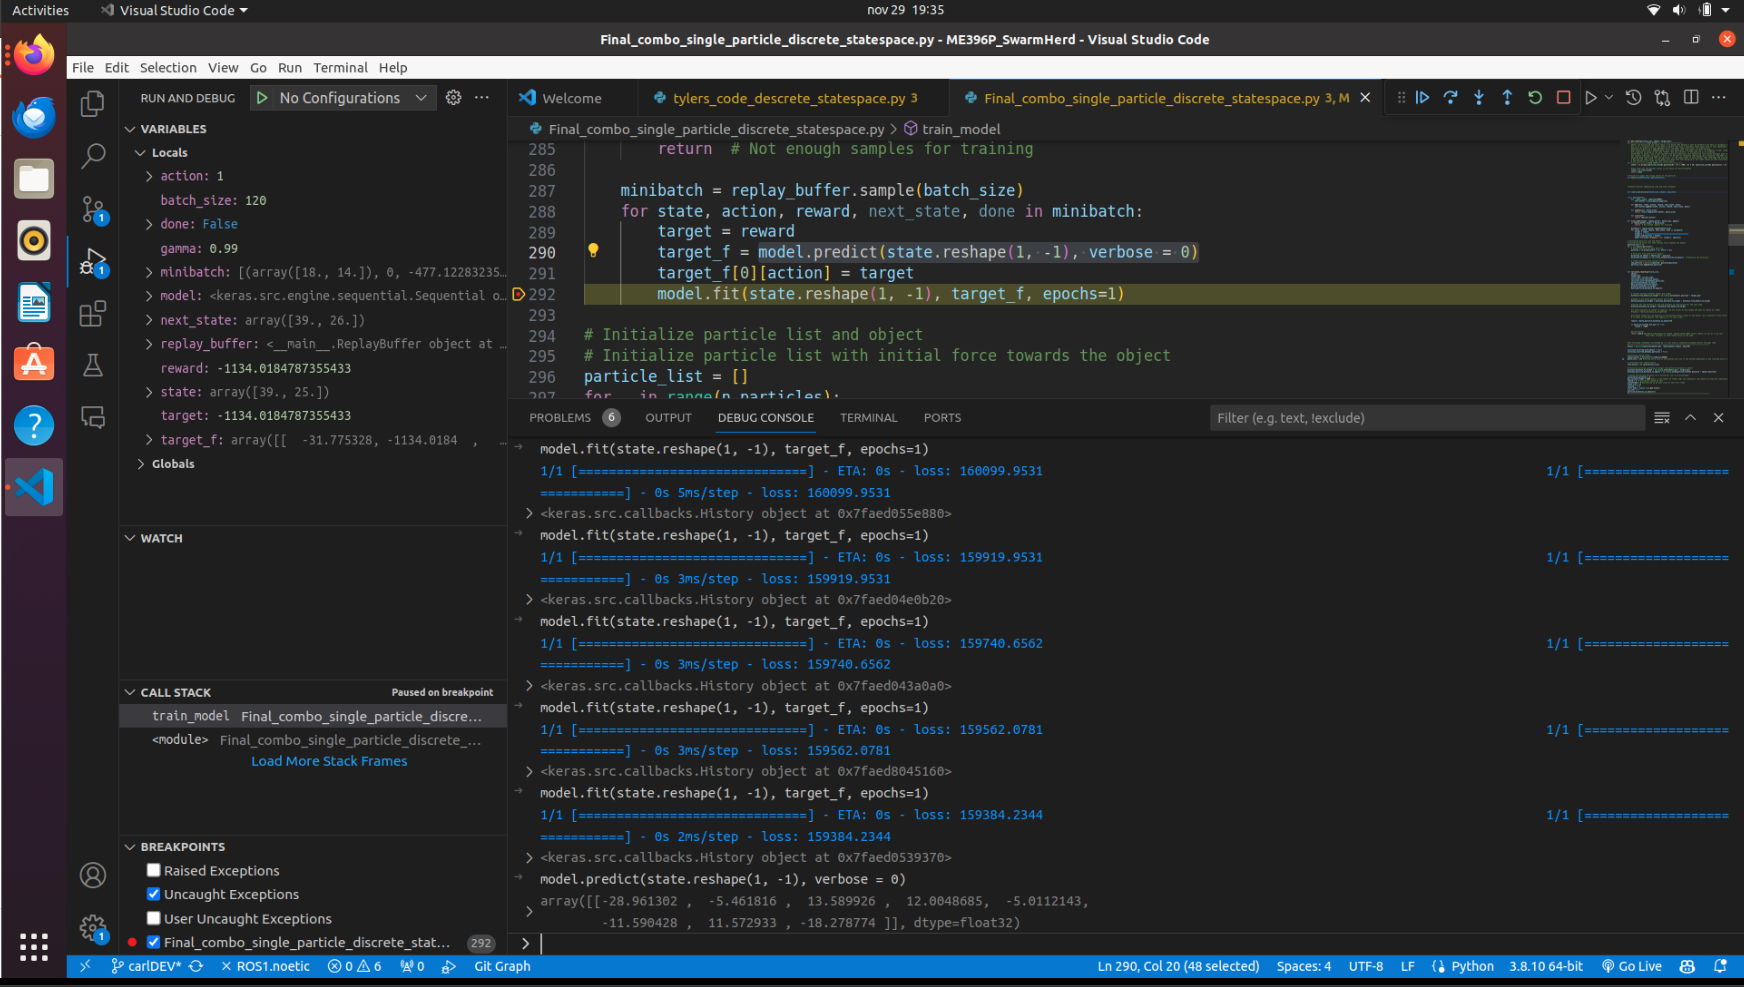 Activities
Visual Studio Code
nov 29 19:35
Final_combo_single_particle_discrete_statespace.py - ME396P_SwarmHerd - Visual Studio Code
File Edit Selection View Go Run Terminal Help
RUN AND DEBUG
No Configurations
Welcome
tylers_code_descrete_statespace.py 3
Final_combo_single_particle_discrete_statespace.py 3, M
Final_combo_single_particle_discrete_statespace.py > train_model
VARIABLES
Locals
action: 1
batch_size: 120
done: False
gamma: 0.99
minibatch: [(array([18., 14.]), 0, -477.12283235…
model: <keras.src.engine.sequential.Sequential o…
next_state: array([39., 26.])
replay_buffer: <__main__.ReplayBuffer object at …
reward: -1134.0184787355433
state: array([39., 25.])
target: -1134.0184787355433
target_f: array([[ -31.775328, -1134.0184 , …
Globals
WATCH
CALL STACK
Paused on breakpoint
train_model Final_combo_single_particle_discre…
<module> Final_combo_single_particle_discrete_…
Load More Stack Frames
BREAKPOINTS
Raised Exceptions
Uncaught Exceptions
User Uncaught Exceptions
Final_combo_single_particle_discrete_stat… 292
285 return # Not enough samples for training
286
287 minibatch = replay_buffer.sample(batch_size)
288 for state, action, reward, next_state, done in minibatch:
289 target = reward
290 target_f = model.predict(state.reshape(1, -1), verbose = 0)
291 target_f[0][action] = target
292 model.fit(state.reshape(1, -1), target_f, epochs=1)
293
294 # Initialize particle list and object
295 # Initialize particle list with initial force towards the object
296 particle_list = []
297 for _ in range(n_particles):
PROBLEMS 6 OUTPUT DEBUG CONSOLE TERMINAL PORTS
Filter (e.g. text, !exclude)
model.fit(state.reshape(1, -1), target_f, epochs=1)
1/1 [==============================] - ETA: 0s - loss: 160099.9531 1/1 [===================
===========] - 0s 5ms/step - loss: 160099.9531
<keras.src.callbacks.History object at 0x7faed055e880>
model.fit(state.reshape(1, -1), target_f, epochs=1)
1/1 [==============================] - ETA: 0s - loss: 159919.9531 1/1 [===================
===========] - 0s 3ms/step - loss: 159919.9531
<keras.src.callbacks.History object at 0x7faed04e0b20>
model.fit(state.reshape(1, -1), target_f, epochs=1)
1/1 [==============================] - ETA: 0s - loss: 159740.6562 1/1 [===================
===========] - 0s 3ms/step - loss: 159740.6562
<keras.src.callbacks.History object at 0x7faed043a0a0>
model.fit(state.reshape(1, -1), target_f, epochs=1)
1/1 [==============================] - ETA: 0s - loss: 159562.0781 1/1 [===================
===========] - 0s 3ms/step - loss: 159562.0781
<keras.src.callbacks.History object at 0x7faed8045160>
model.fit(state.reshape(1, -1), target_f, epochs=1)
1/1 [==============================] - ETA: 0s - loss: 159384.2344 1/1 [===================
===========] - 0s 2ms/step - loss: 159384.2344
<keras.src.callbacks.History object at 0x7faed0539370>
model.predict(state.reshape(1, -1), verbose = 0)
array([[-28.961302 , -5.461816 , 13.589926 , 12.0048685, -5.0112143,
-11.590428 , 11.572933 , -18.278774 ]], dtype=float32)
carlDEV* ROS1.noetic 0 6 0 Git Graph
Ln 290, Col 20 (48 selected) Spaces: 4 UTF-8 LF Python 3.8.10 64-bit Go Live